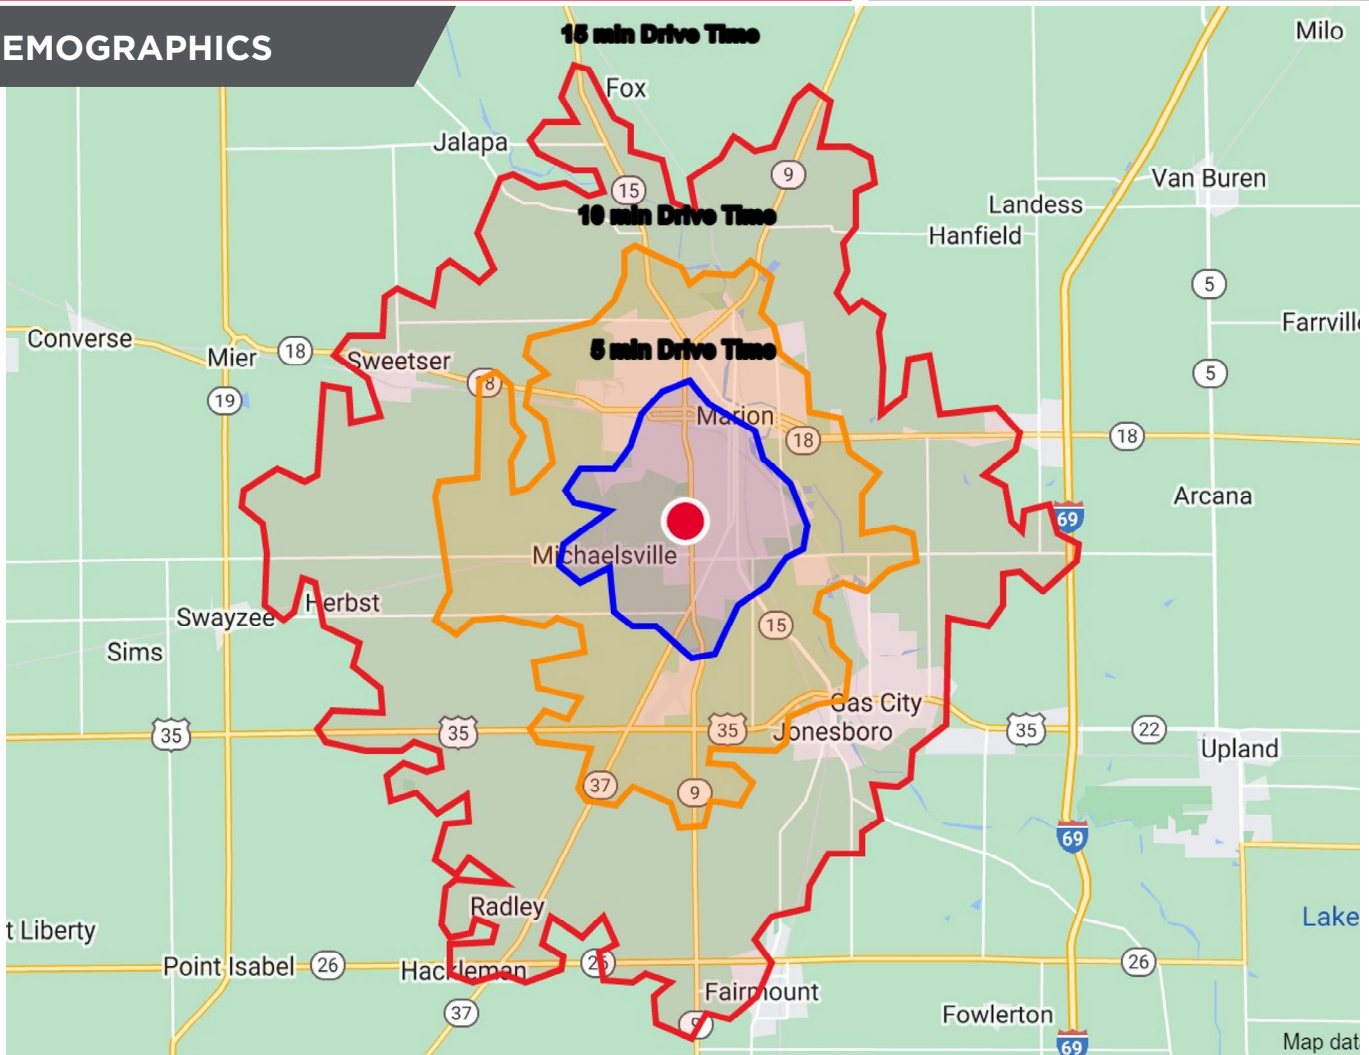 EMOGRAPHICS
15 min Drive Time
Milo
Fox
Jalapa
9
15
Van Buren
Landess
10 min Drive Time
Hanfield
5
Converse
Farrville
Mier
18
5 min Drive Time
Sweetser
18
5
19
Marion
18
18
Arcana
69
Michaelsville
Herbst
Swayzee
15
Sims
Gas City
35
35
35
Jonesboro
35
22
Upland
37
9
69
Radley
Lake
t Liberty
Point Isabel
26
Hackleman
26
26
Fairmount
37
9
Fowlerton
69
Map dat